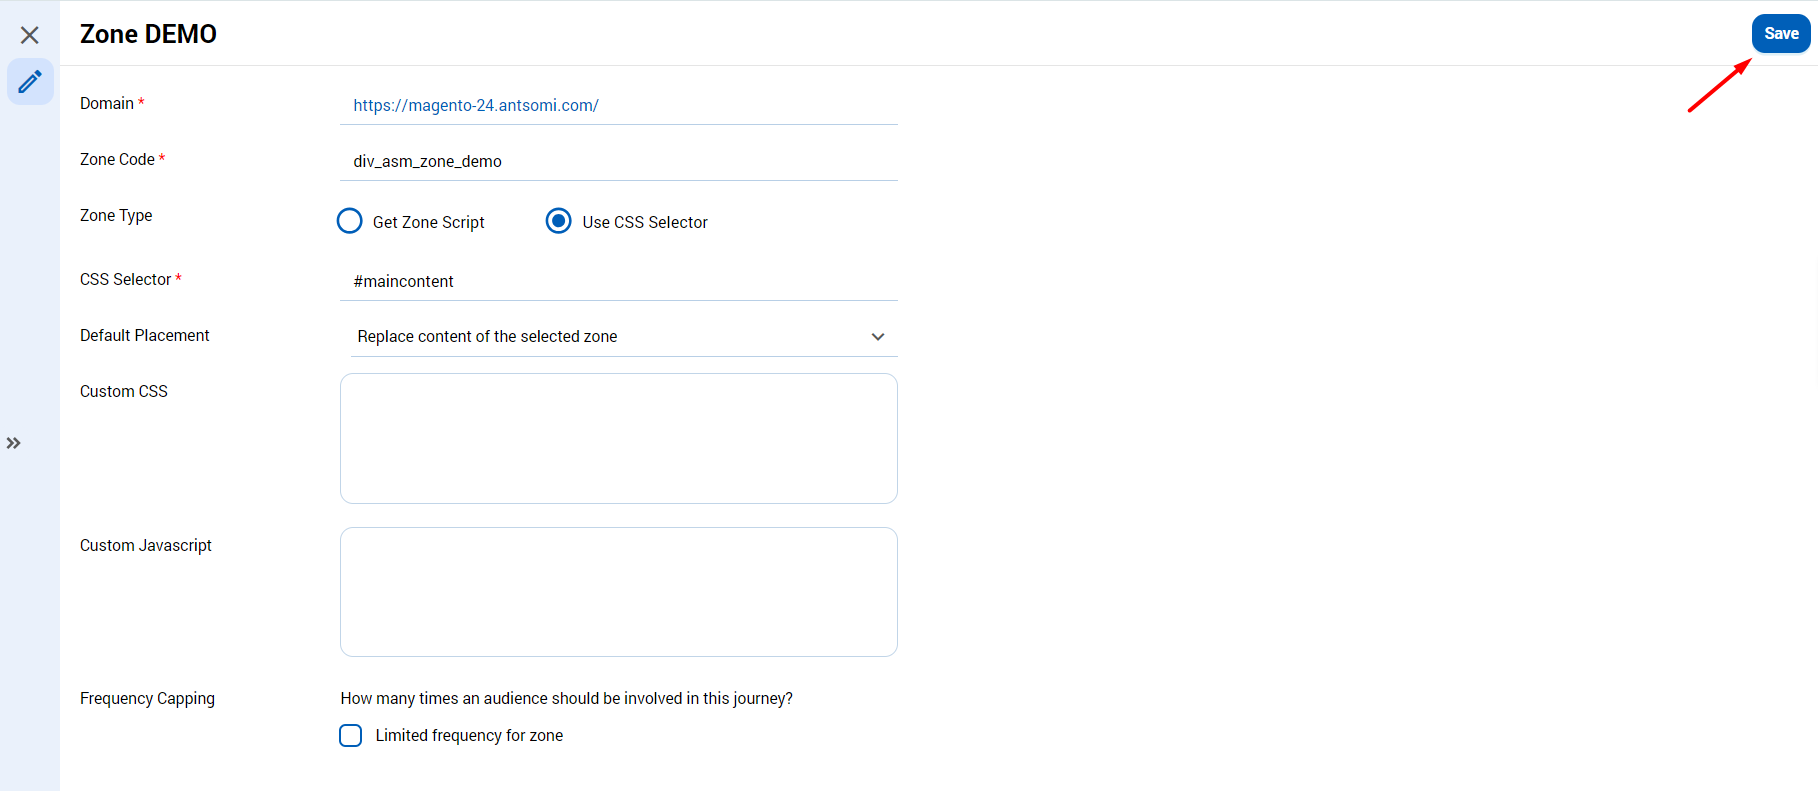 Zone DEMO
Save
Domain *
https://magento-24.antsomi.com/
Zone Code *
div_asm_zone_demo
Zone Type
Get Zone Script
Use CSS Selector
CSS Selector *
#maincontent
Default Placement
Replace content of the selected zone
Custom CSS
Custom Javascript
Frequency Capping
How many times an audience should be involved in this journey?
Limited frequency for zone